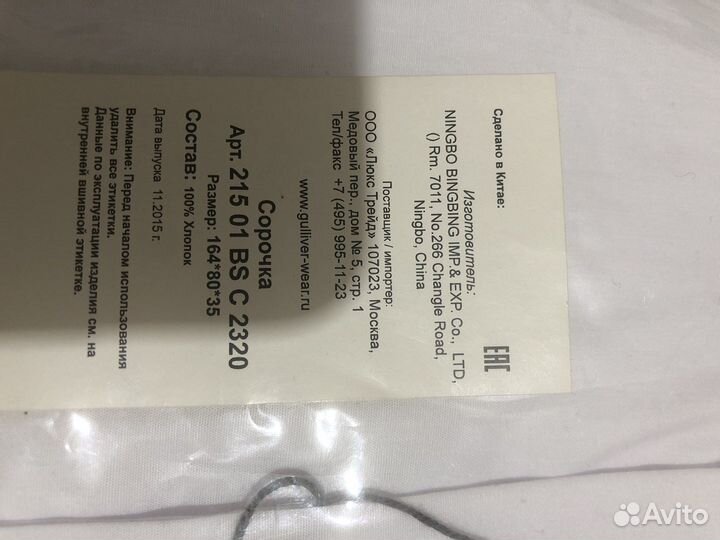 Сделано в Китае:
EAC
Изготовитель:
NINGBO BINGBING IMP.& EXP. Co., LTD,
() Rm. 7011, No.266 Changle Road,
Ningbo, China
Поставщик / импортер:
ООО «Люкс Трейд» 107023, Москва,
Медовый пер., дом № 5, стр. 1
Тел/факс +7 (495) 995-11-23
www.gulliver-wear.ru
Сорочка
Арт. 215 01 BS C 2320
Размер: 164*80*35
Состав: 100% Хлопок
Дата выпуска 11.2015 г.
Внимание: Перед началом использования
удалить все этикетки.
Данные по эксплуатации изделия см. на
внутренней вшивной этикетке.
Avito